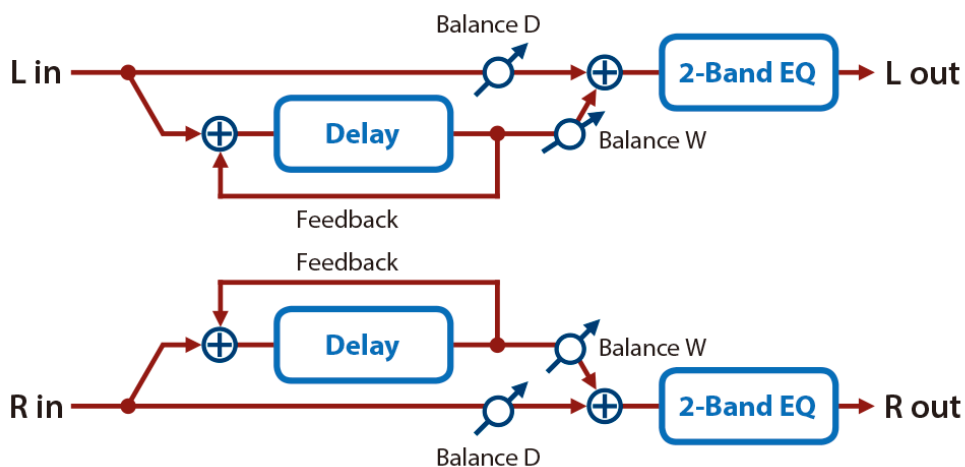 Balance D
L in
2-Band EQ
L out
Delay
Balance W
Feedback
Feedback
Delay
Balance W
R in
2-Band EQ
R out
Balance D